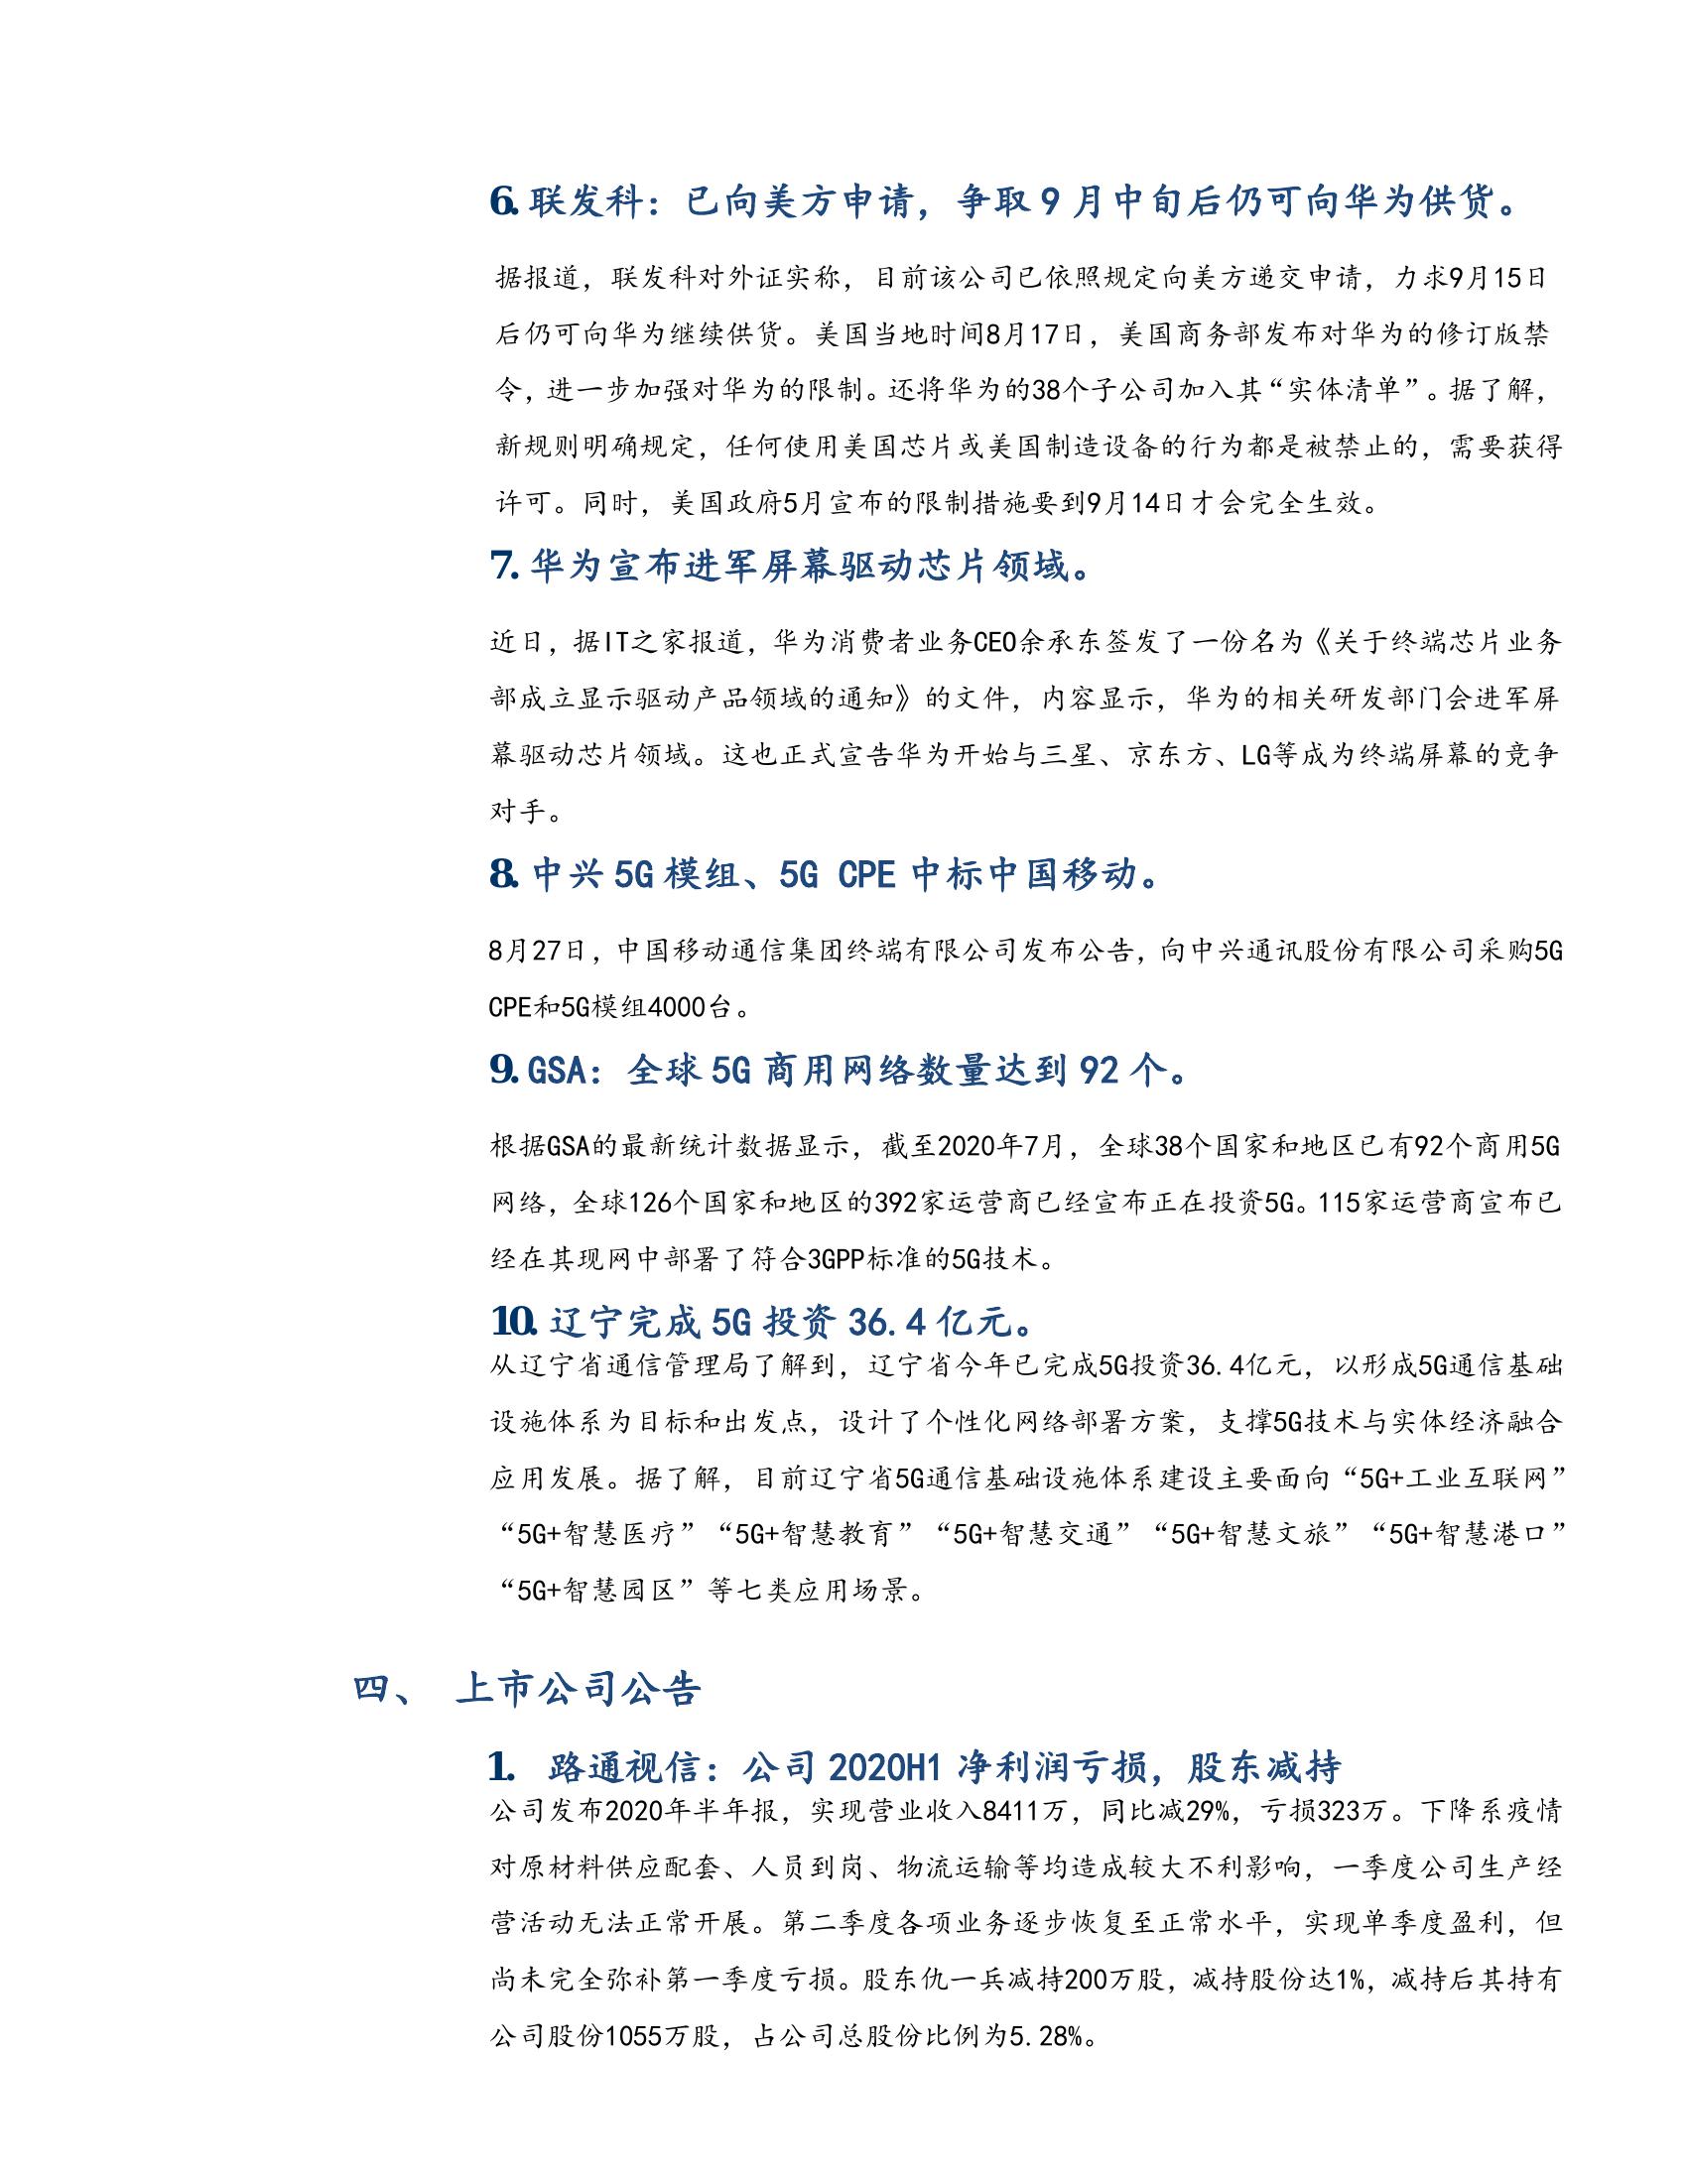 6. 联发科：已向美方申请，争取 9 月中旬后仍可向华为供货。
据报道，联发科对外证实称，目前该公司已依照规定向美方递交申请，力求9月15日
后仍可向华为继续供货。美国当地时间8月17日，美国商务部发布对华为的修订版禁
令，进一步加强对华为的限制。还将华为的38个子公司加入其“实体清单”。据了解，
新规则明确规定，任何使用美国芯片或美国制造设备的行为都是被禁止的，需要获得
许可。同时，美国政府5月宣布的限制措施要到9月14日才会完全生效。
7. 华为宣布进军屏幕驱动芯片领域。
近日，据IT之家报道，华为消费者业务CEO余承东签发了一份名为《关于终端芯片业务
部成立显示驱动产品领域的通知》的文件，内容显示，华为的相关研发部门会进军屏
幕驱动芯片领域。这也正式宣告华为开始与三星、京东方、LG等成为终端屏幕的竞争
对手。
8. 中兴 5G 模组、5G CPE 中标中国移动。
8月27日，中国移动通信集团终端有限公司发布公告，向中兴通讯股份有限公司采购5G
CPE和5G模组4000台。
9. GSA：全球 5G 商用网络数量达到 92 个。
根据GSA的最新统计数据显示，截至2020年7月，全球38个国家和地区已有92个商用5G
网络，全球126个国家和地区的392家运营商已经宣布正在投资5G。115家运营商宣布已
经在其现网中部署了符合3GPP标准的5G技术。
10. 辽宁完成 5G 投资 36.4 亿元。
从辽宁省通信管理局了解到，辽宁省今年已完成5G投资36.4亿元，以形成5G通信基础
设施体系为目标和出发点，设计了个性化网络部署方案，支撑5G技术与实体经济融合
应用发展。据了解，目前辽宁省5G通信基础设施体系建设主要面向“5G+工业互联网”
“5G+智慧医疗”“5G+智慧教育”“5G+智慧交通”“5G+智慧文旅”“5G+智慧港口”
“5G+智慧园区”等七类应用场景。
四、 上市公司公告
1. 路通视信：公司 2020H1 净利润亏损，股东减持
公司发布2020年半年报，实现营业收入8411万，同比减29%，亏损323万。下降系疫情
对原材料供应配套、人员到岗、物流运输等均造成较大不利影响，一季度公司生产经
营活动无法正常开展。第二季度各项业务逐步恢复至正常水平，实现单季度盈利，但
尚未完全弥补第一季度亏损。股东仇一兵减持200万股，减持股份达1%，减持后其持有
公司股份1055万股，占公司总股份比例为5.28%。